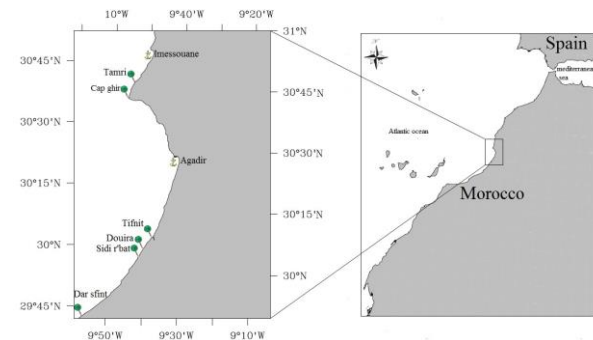 10°W 9°40'W 9°20'W
31°N
30°45'N
30°30'N
30°15'N
30°N
29°45'N
Imessouane
Tamri
Cap ghir
Agadir
Tifnit
Douira
Sidi r'bat
Dar sfint
30°45'N
30°30'N
30°15'N
30°N
9°50'W 9°30'W 9°10'W
Spain
mediterranea
sea
Atlantic ocean
Morocco